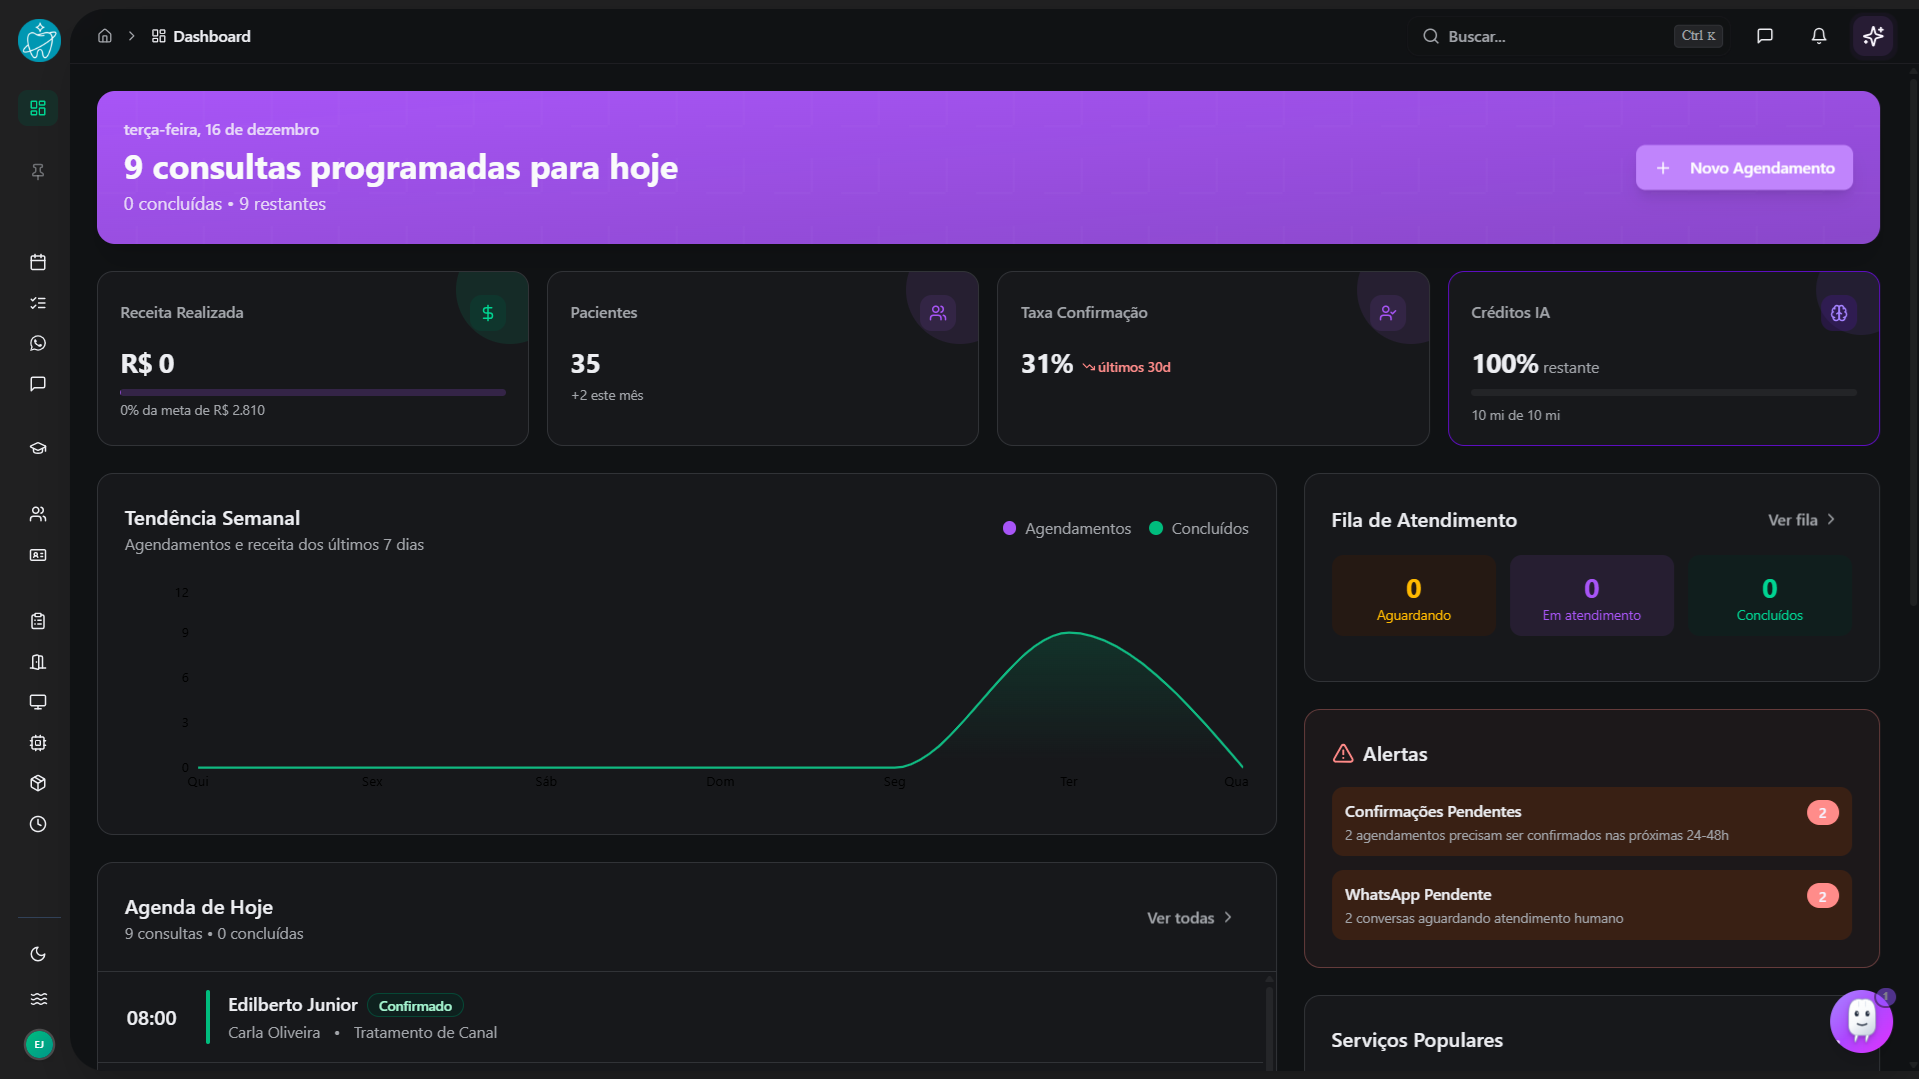 Dashboard
Buscar...
Ctrl K
terça-feira, 16 de dezembro
9 consultas programadas para hoje
0 concluídas • 9 restantes
Novo Agendamento
Receita Realizada
R$ 0
0% da meta de R$ 2.810
Pacientes
35
+2 este mês
Taxa Confirmação
31% últimos 30d
Créditos IA
100% restante
10 mi de 10 mi
Tendência Semanal
Agendamentos e receita dos últimos 7 dias
Agendamentos
Concluídos
12
9
6
3
0
Qui
Sex
Sáb
Dom
Seg
Ter
Qua
Fila de Atendimento
Ver fila
0
Aguardando
0
Em atendimento
0
Concluídos
Alertas
Confirmações Pendentes
2
2 agendamentos precisam ser confirmados nas próximas 24-48h
WhatsApp Pendente
2
2 conversas aguardando atendimento humano
Agenda de Hoje
9 consultas • 0 concluídas
Ver todas
08:00
Edilberto Junior
Confirmado
Carla Oliveira • Tratamento de Canal
Serviços Populares
1
EJ